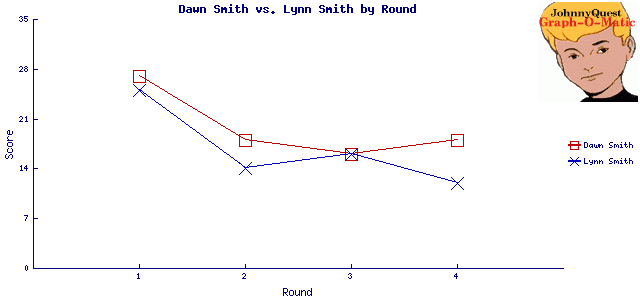 Dawn Smith vs. Lynn Smith by Round
JohnnyQuest
Graph-O-Matic
35
28
21
14
7
0
Score
1 2 3 4
Round
Dawn Smith
Lynn Smith